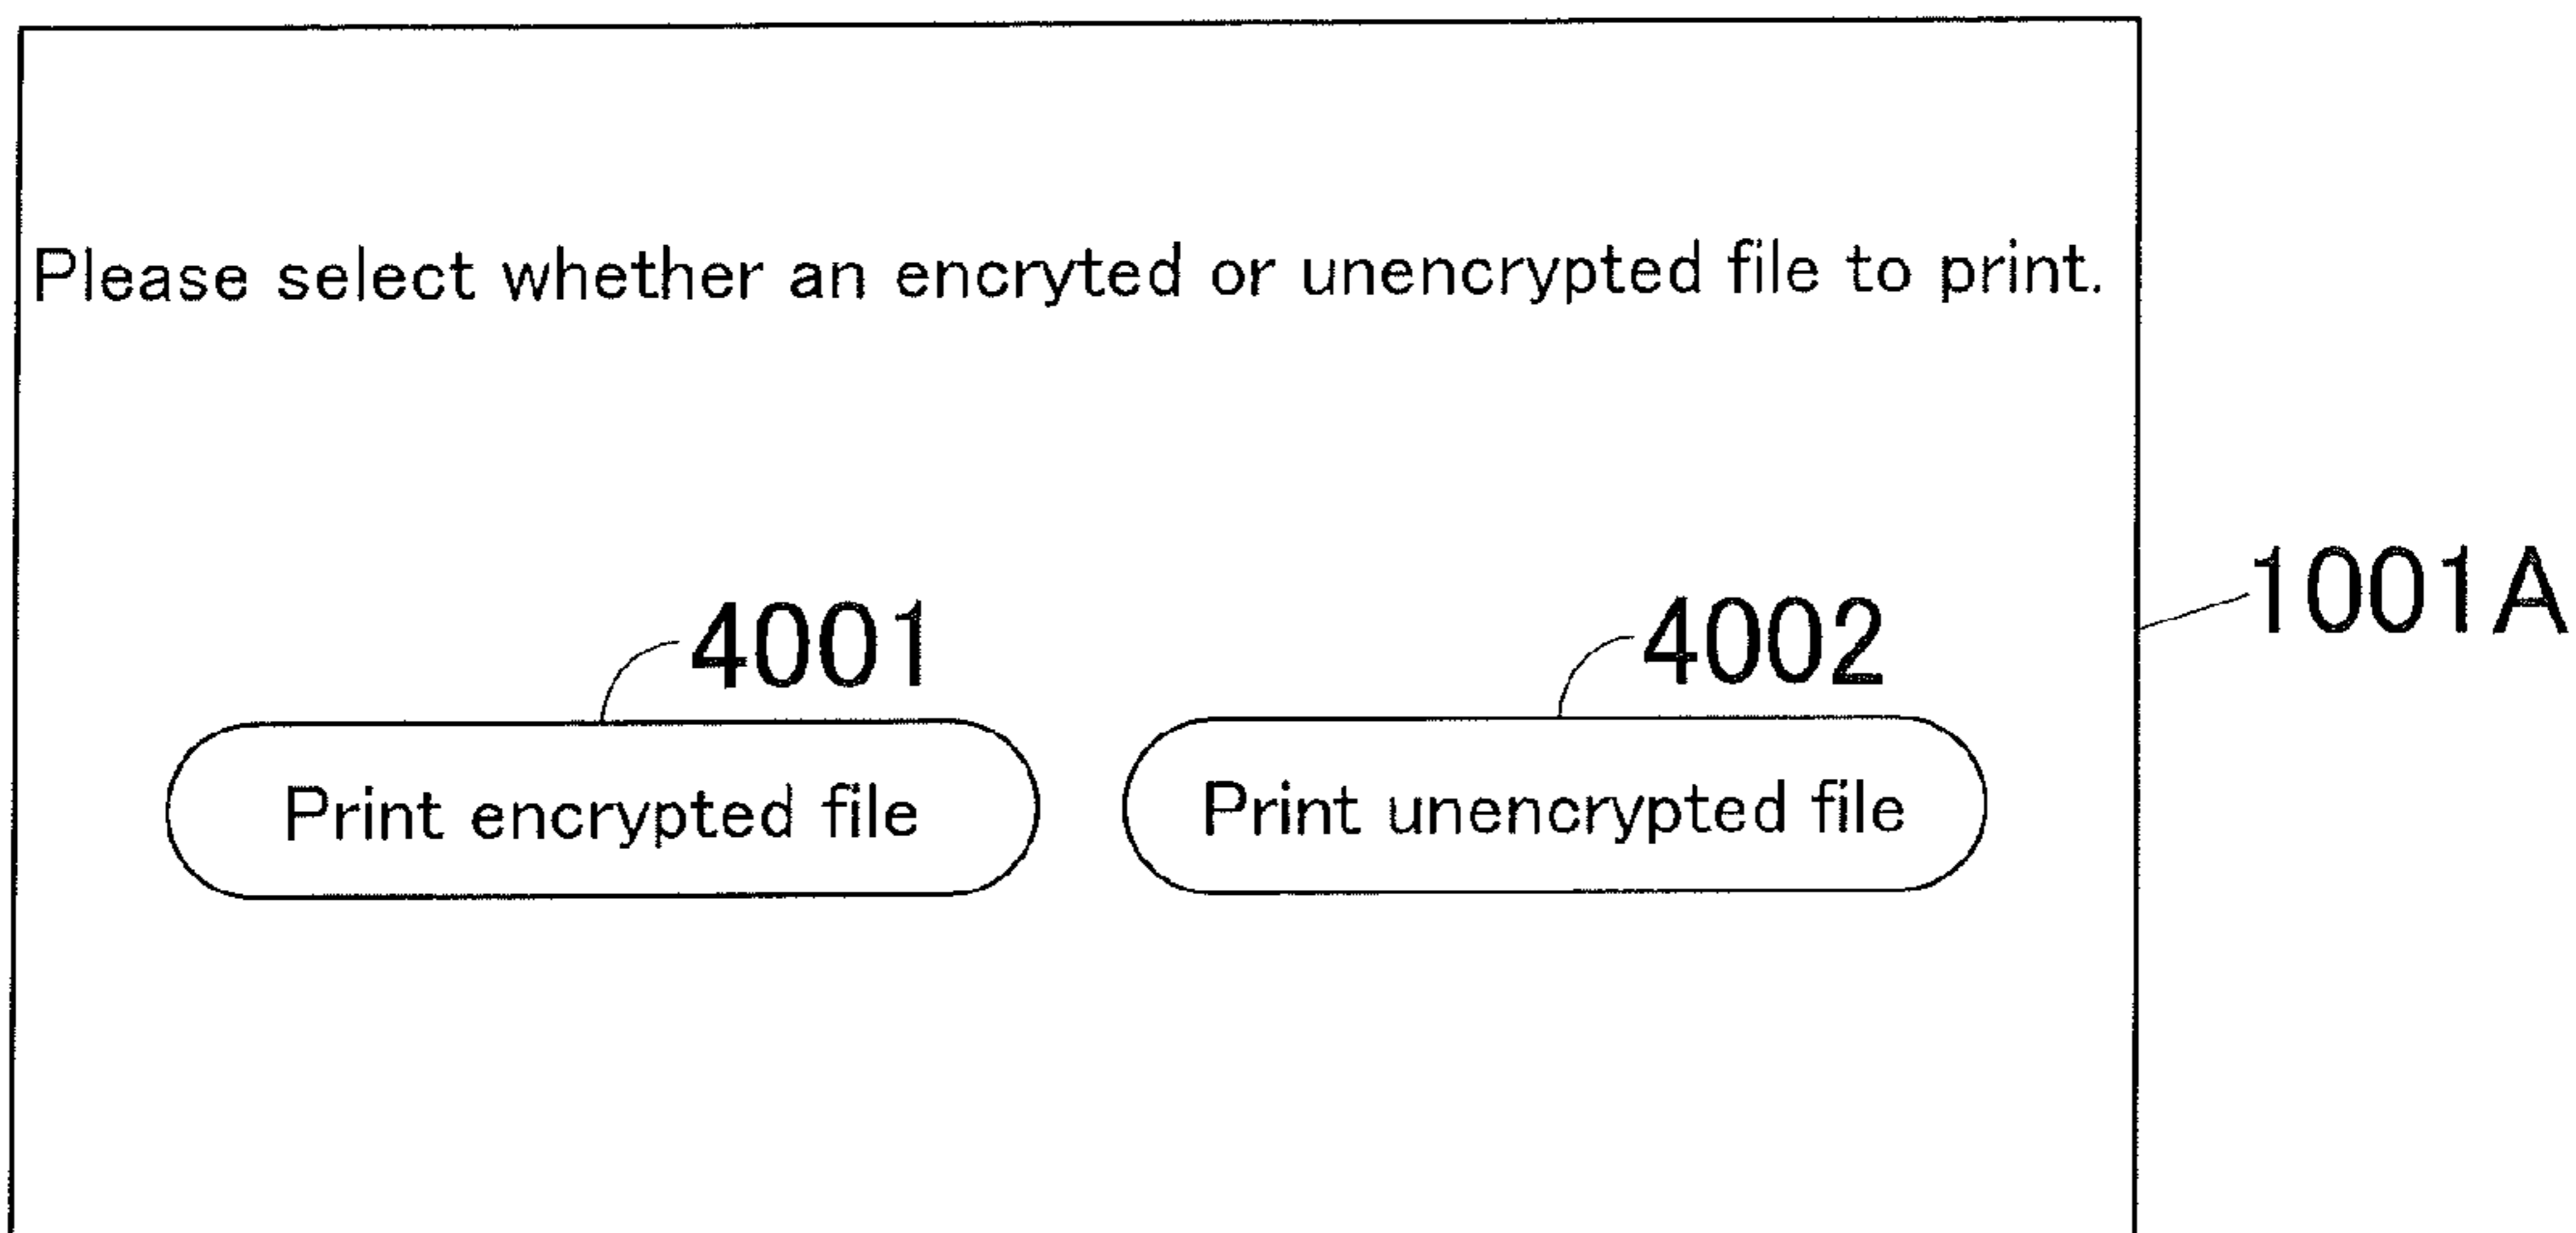 Please select whether an encryted or unencrypted file to print.
1001A
4001 4002
Print encrypted file Print unencrypted file